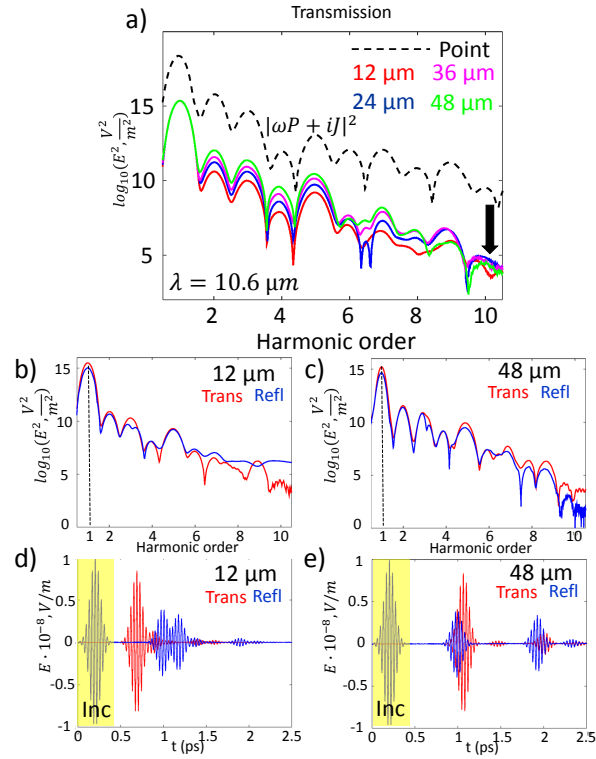 Transmission
a)
Point
12 μm
36 μm
24 μm
48 μm
|ωP + iJ|²
log₁₀(E², V²/m²)
15
10
5
λ = 10.6 μm
2
4
6
8
10
Harmonic order
b)
12 μm
Trans Refl
log₁₀(E², V²/m²)
15
10
5
0
1
2
4
6
8
10
Harmonic order
c)
48 μm
Trans Refl
log₁₀(E², V²/m²)
15
10
5
0
1
2
4
6
8
10
Harmonic order
d)
12 μm
Trans Refl
E · 10⁻⁸, V/m
1
0.5
0
-0.5
-1
Inc
0
0.5
1
1.5
2
2.5
t (ps)
e)
48 μm
Trans Refl
E · 10⁻⁸, V/m
1
0.5
0
-0.5
-1
Inc
0
0.5
1
1.5
2
2.5
t (ps)